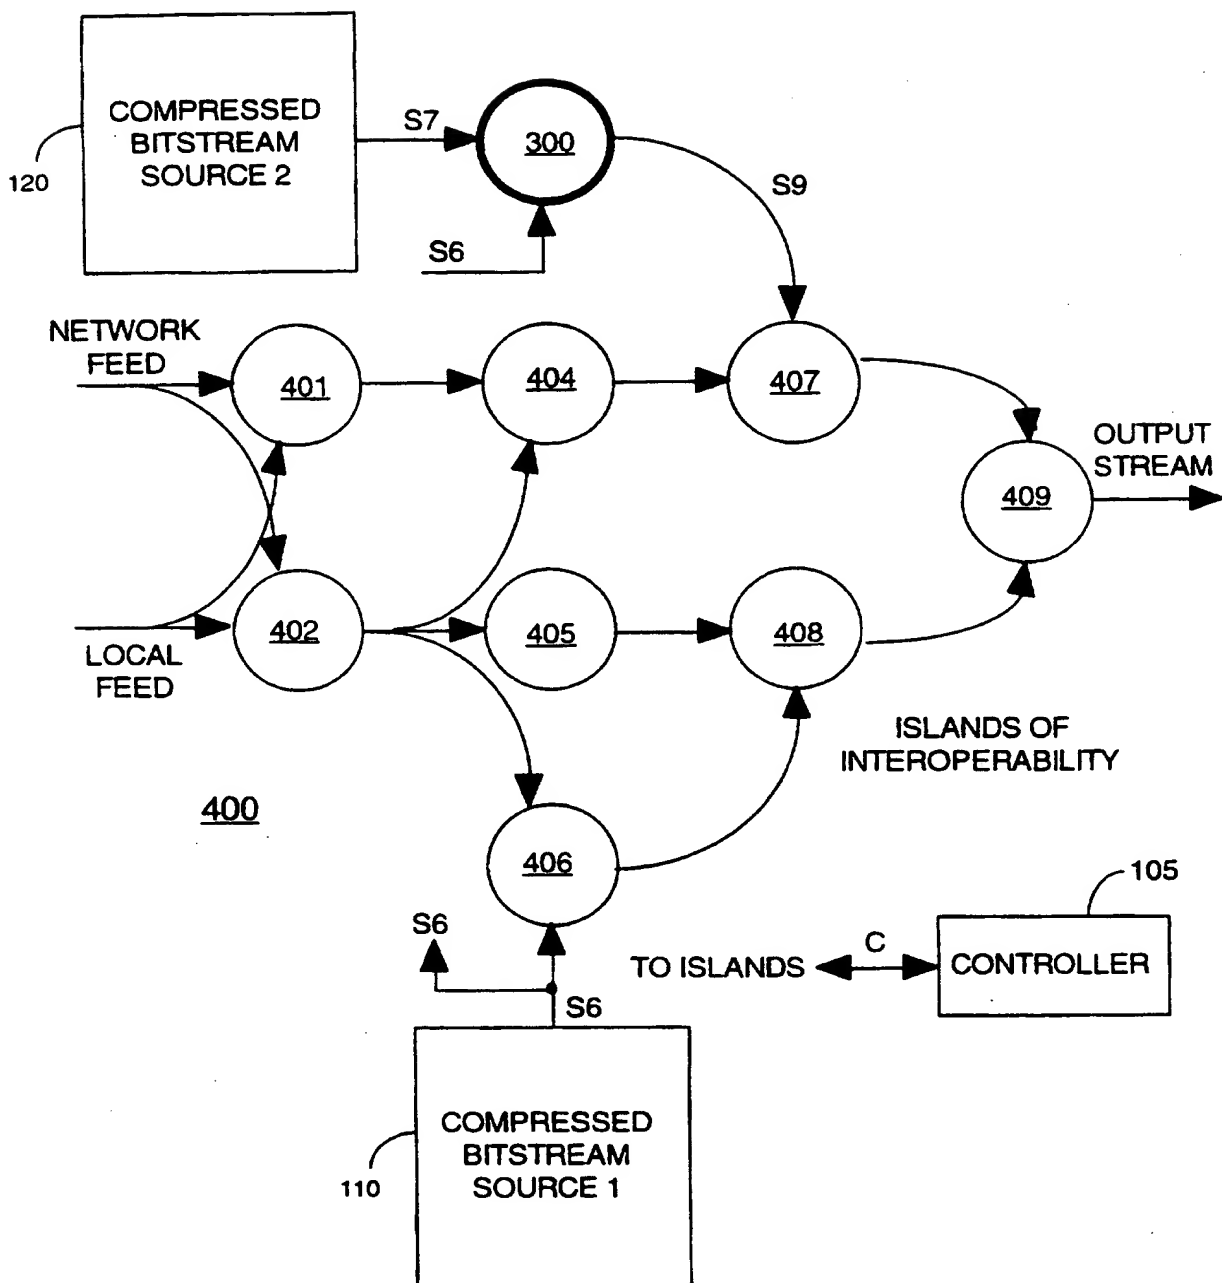 COMPRESSED
BITSTREAM
SOURCE 2
120
S7
300
S9
S6
NETWORK
FEED
401
404
407
OUTPUT
STREAM
409
LOCAL
FEED
402
405
408
ISLANDS OF
INTEROPERABILITY
400
406
105
S6
TO ISLANDS
C
CONTROLLER
S6
COMPRESSED
BITSTREAM
SOURCE 1
110